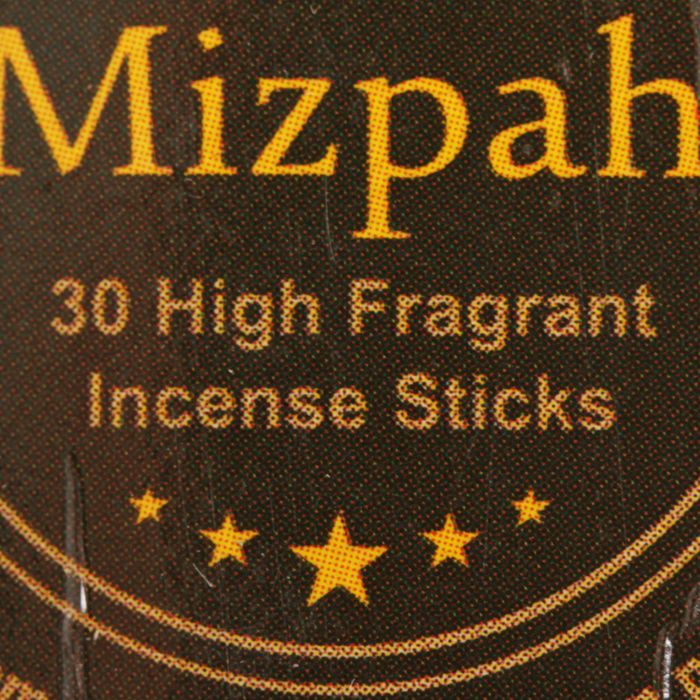 Mizpah
30 High Fragrant
Incense Sticks